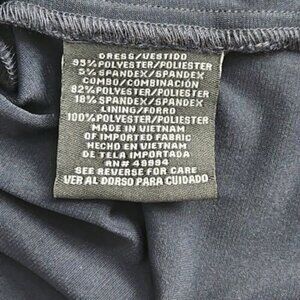 DRESS/VESTIDO
95%POLYESTER/POLIESTER
5%SPANDEX/SPANDEX
COMBO/COMBINACIÓN
82%POLYESTER/POLIESTER
18%SPANDEX/SPANDEX
LINING/FORRO
100%POLYESTER/POLIESTER
MADE IN VIETNAM
OF IMPORTED FABRIC
HECHO EN VIETNAM
DE TELA IMPORTADA
RN# 49994
SEE REVERSE FOR CARE
VER AL DORSO PARA CUIDADO